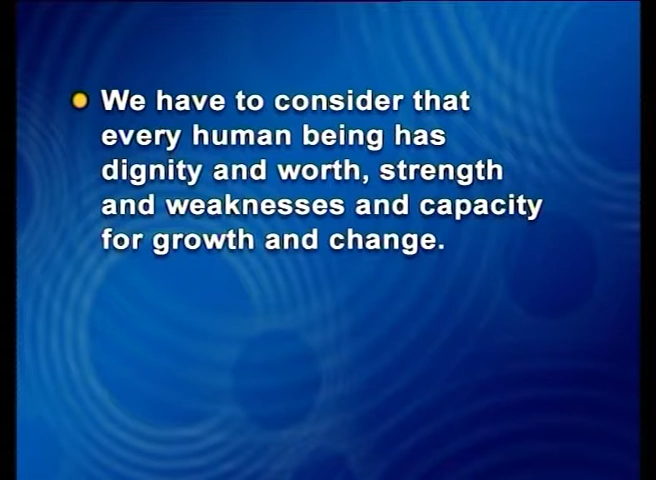 We have to consider that
every human being has
dignity and worth, strength
and weaknesses and capacity
for growth and change.